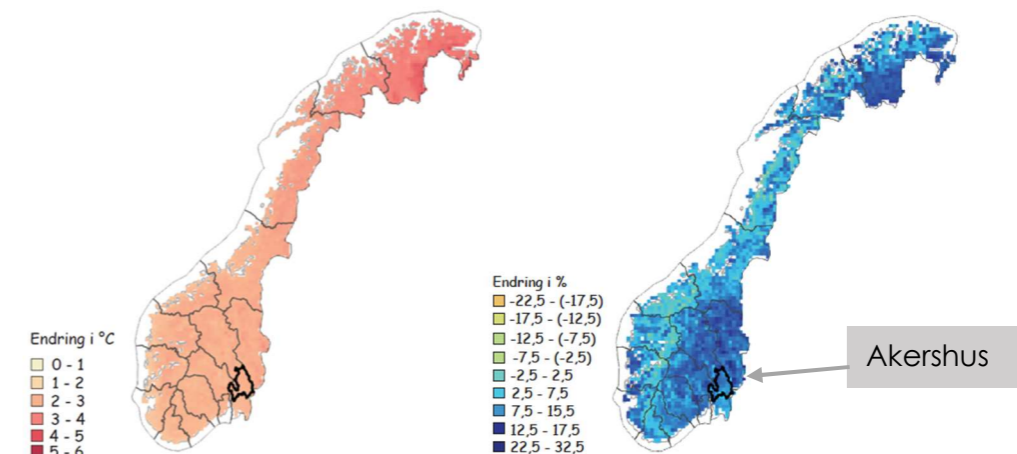 Endring i °C
0 - 1
1 - 2
2 - 3
3 - 4
4 - 5
5 - 6
Endring i %
-22,5 - (-17,5)
-17,5 - (-12,5)
-12,5 - (-7,5)
-7,5 - (-2,5)
-2,5 - 2,5
2,5 - 7,5
7,5 - 15,5
12,5 - 17,5
22,5 - 32,5
Akershus